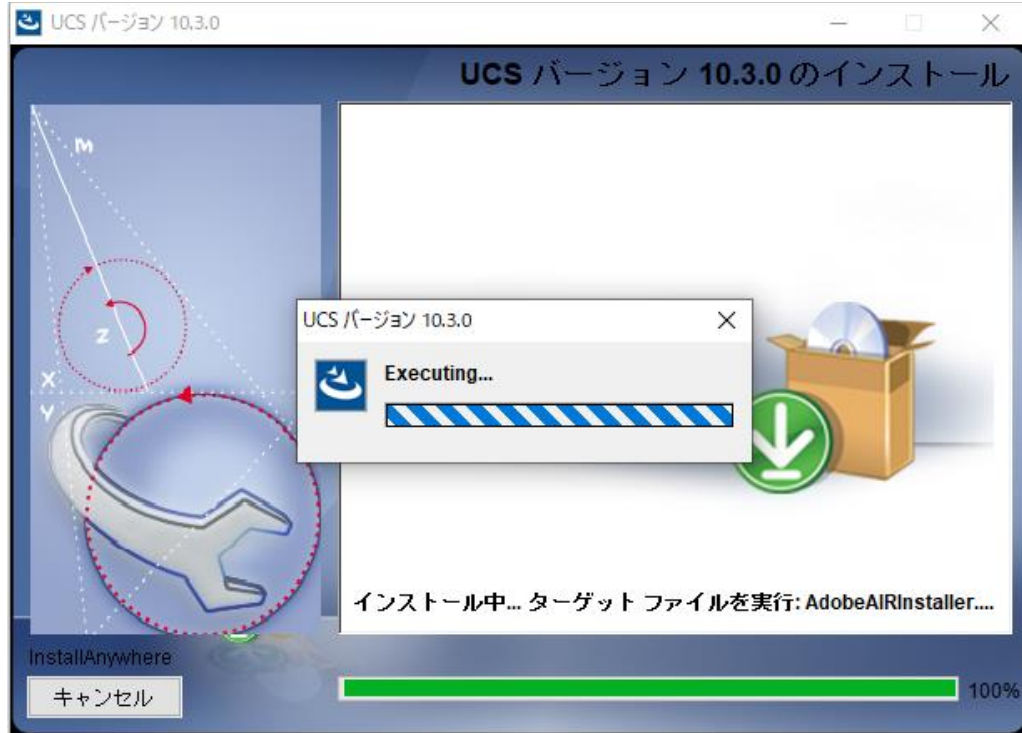 UCS バージョン 10.3.0
UCS バージョン 10.3.0 のインストール
m
z
X
Y
UCS バージョン 10.3.0
Executing...
インストール中... ターゲット ファイルを実行: AdobeAIRInstaller....
InstallAnywhere
キャンセル
100%